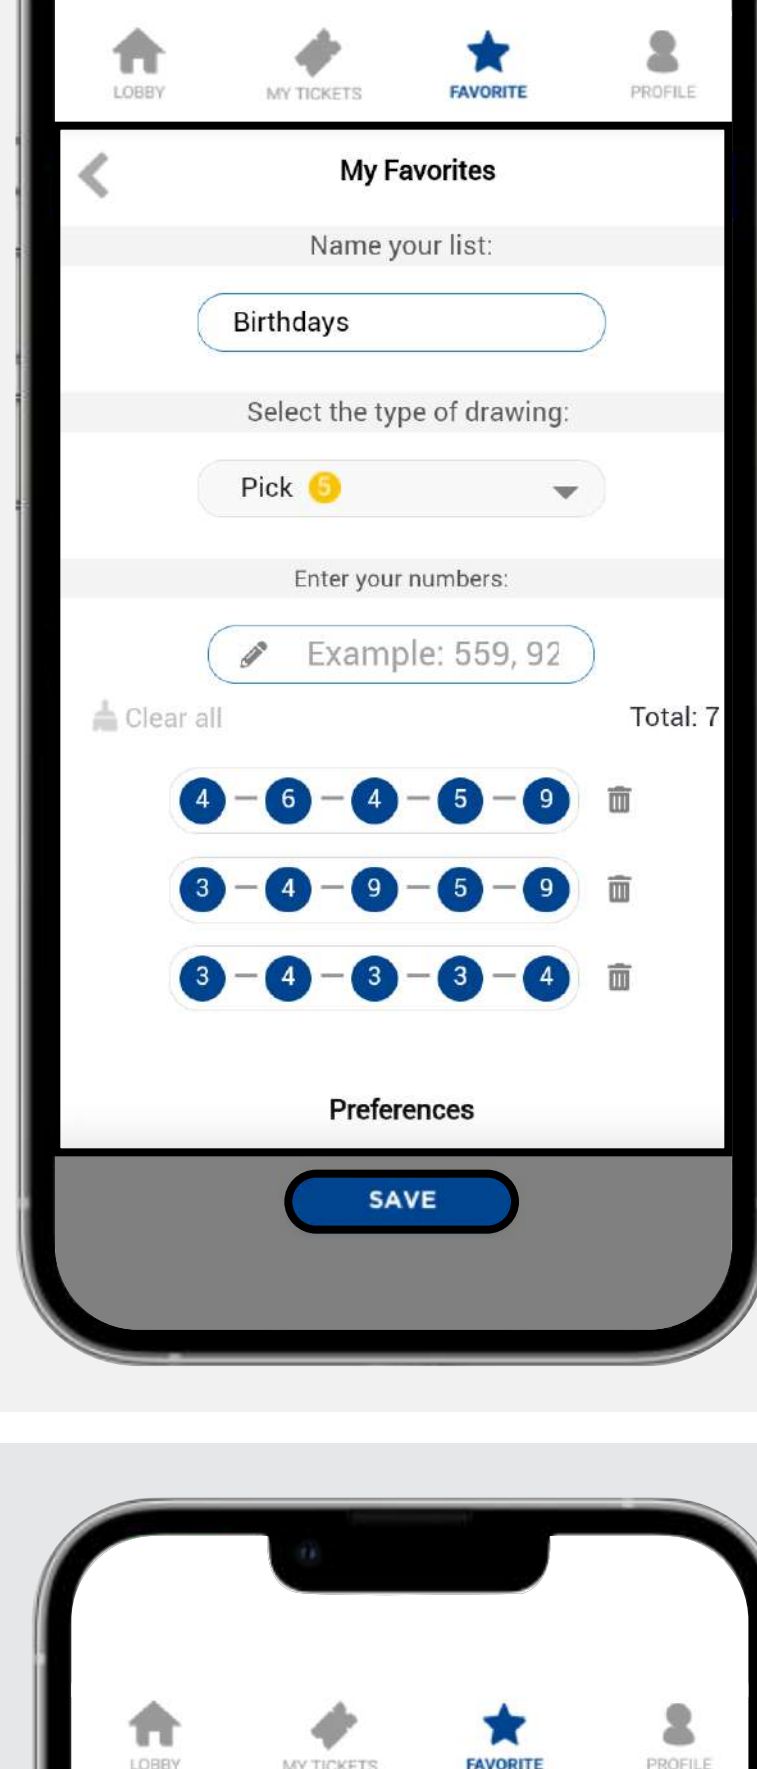 LOBBY MY TICKETS FAVORITE PROFILE
My Favorites
Name your list:
Birthdays
Select the type of drawing:
Pick 5
Enter your numbers:
Example: 559, 92
Clear all Total: 7
4 - 6 - 4 - 5 - 9
3 - 4 - 9 - 5 - 9
3 - 4 - 3 - 3 - 4
Preferences
SAVE
LOBBY MY TICKETS FAVORITE PROFILE